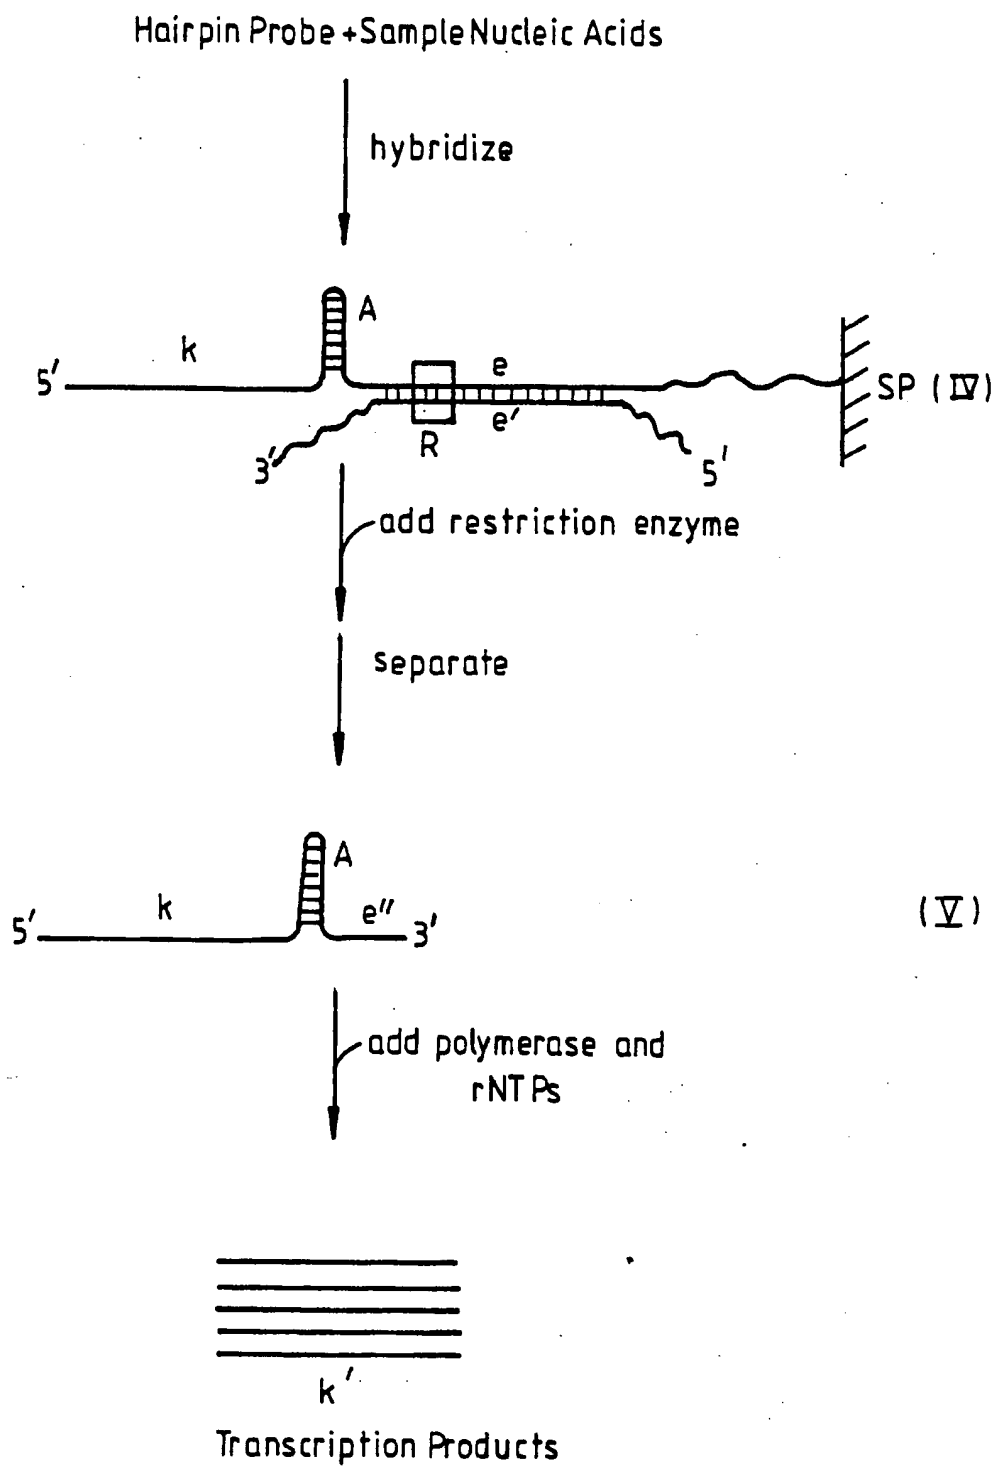 Hairpin Probe + Sample Nucleic Acids
hybridize
A
k
5'
e
SP (IV)
e'
R
3'
5'
add restriction enzyme
separate
A
k
e"
5'
3'
(V)
add polymerase and
rNTPs
k'
Transcription Products